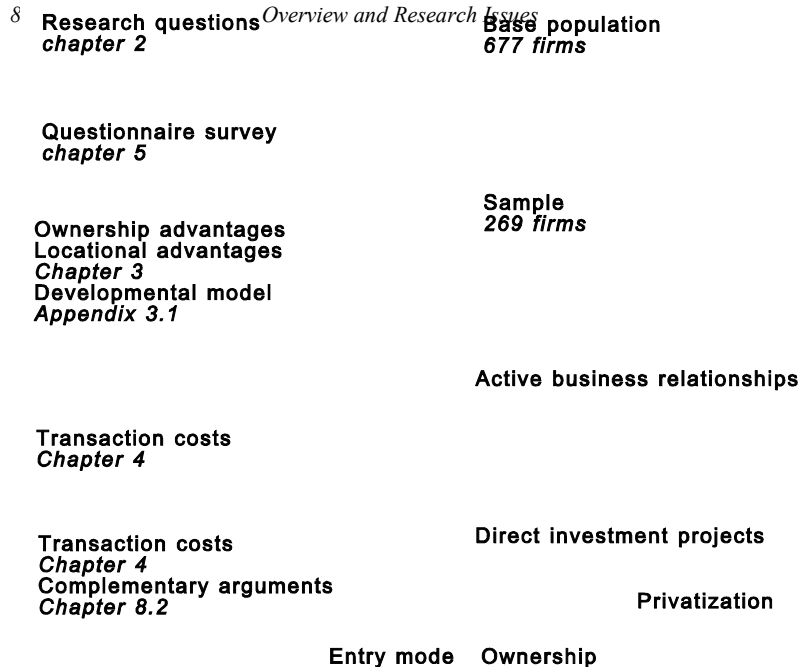 8
Overview and Research Issues
Research questions
chapter 2
Base population
677 firms
Questionnaire survey
chapter 5
Sample
269 firms
Ownership advantages
Locational advantages
Chapter 3
Developmental model
Appendix 3.1
Active business relationships
Transaction costs
Chapter 4
Direct investment projects
Transaction costs
Chapter 4
Complementary arguments
Chapter 8.2
Privatization
Entry mode
Ownership